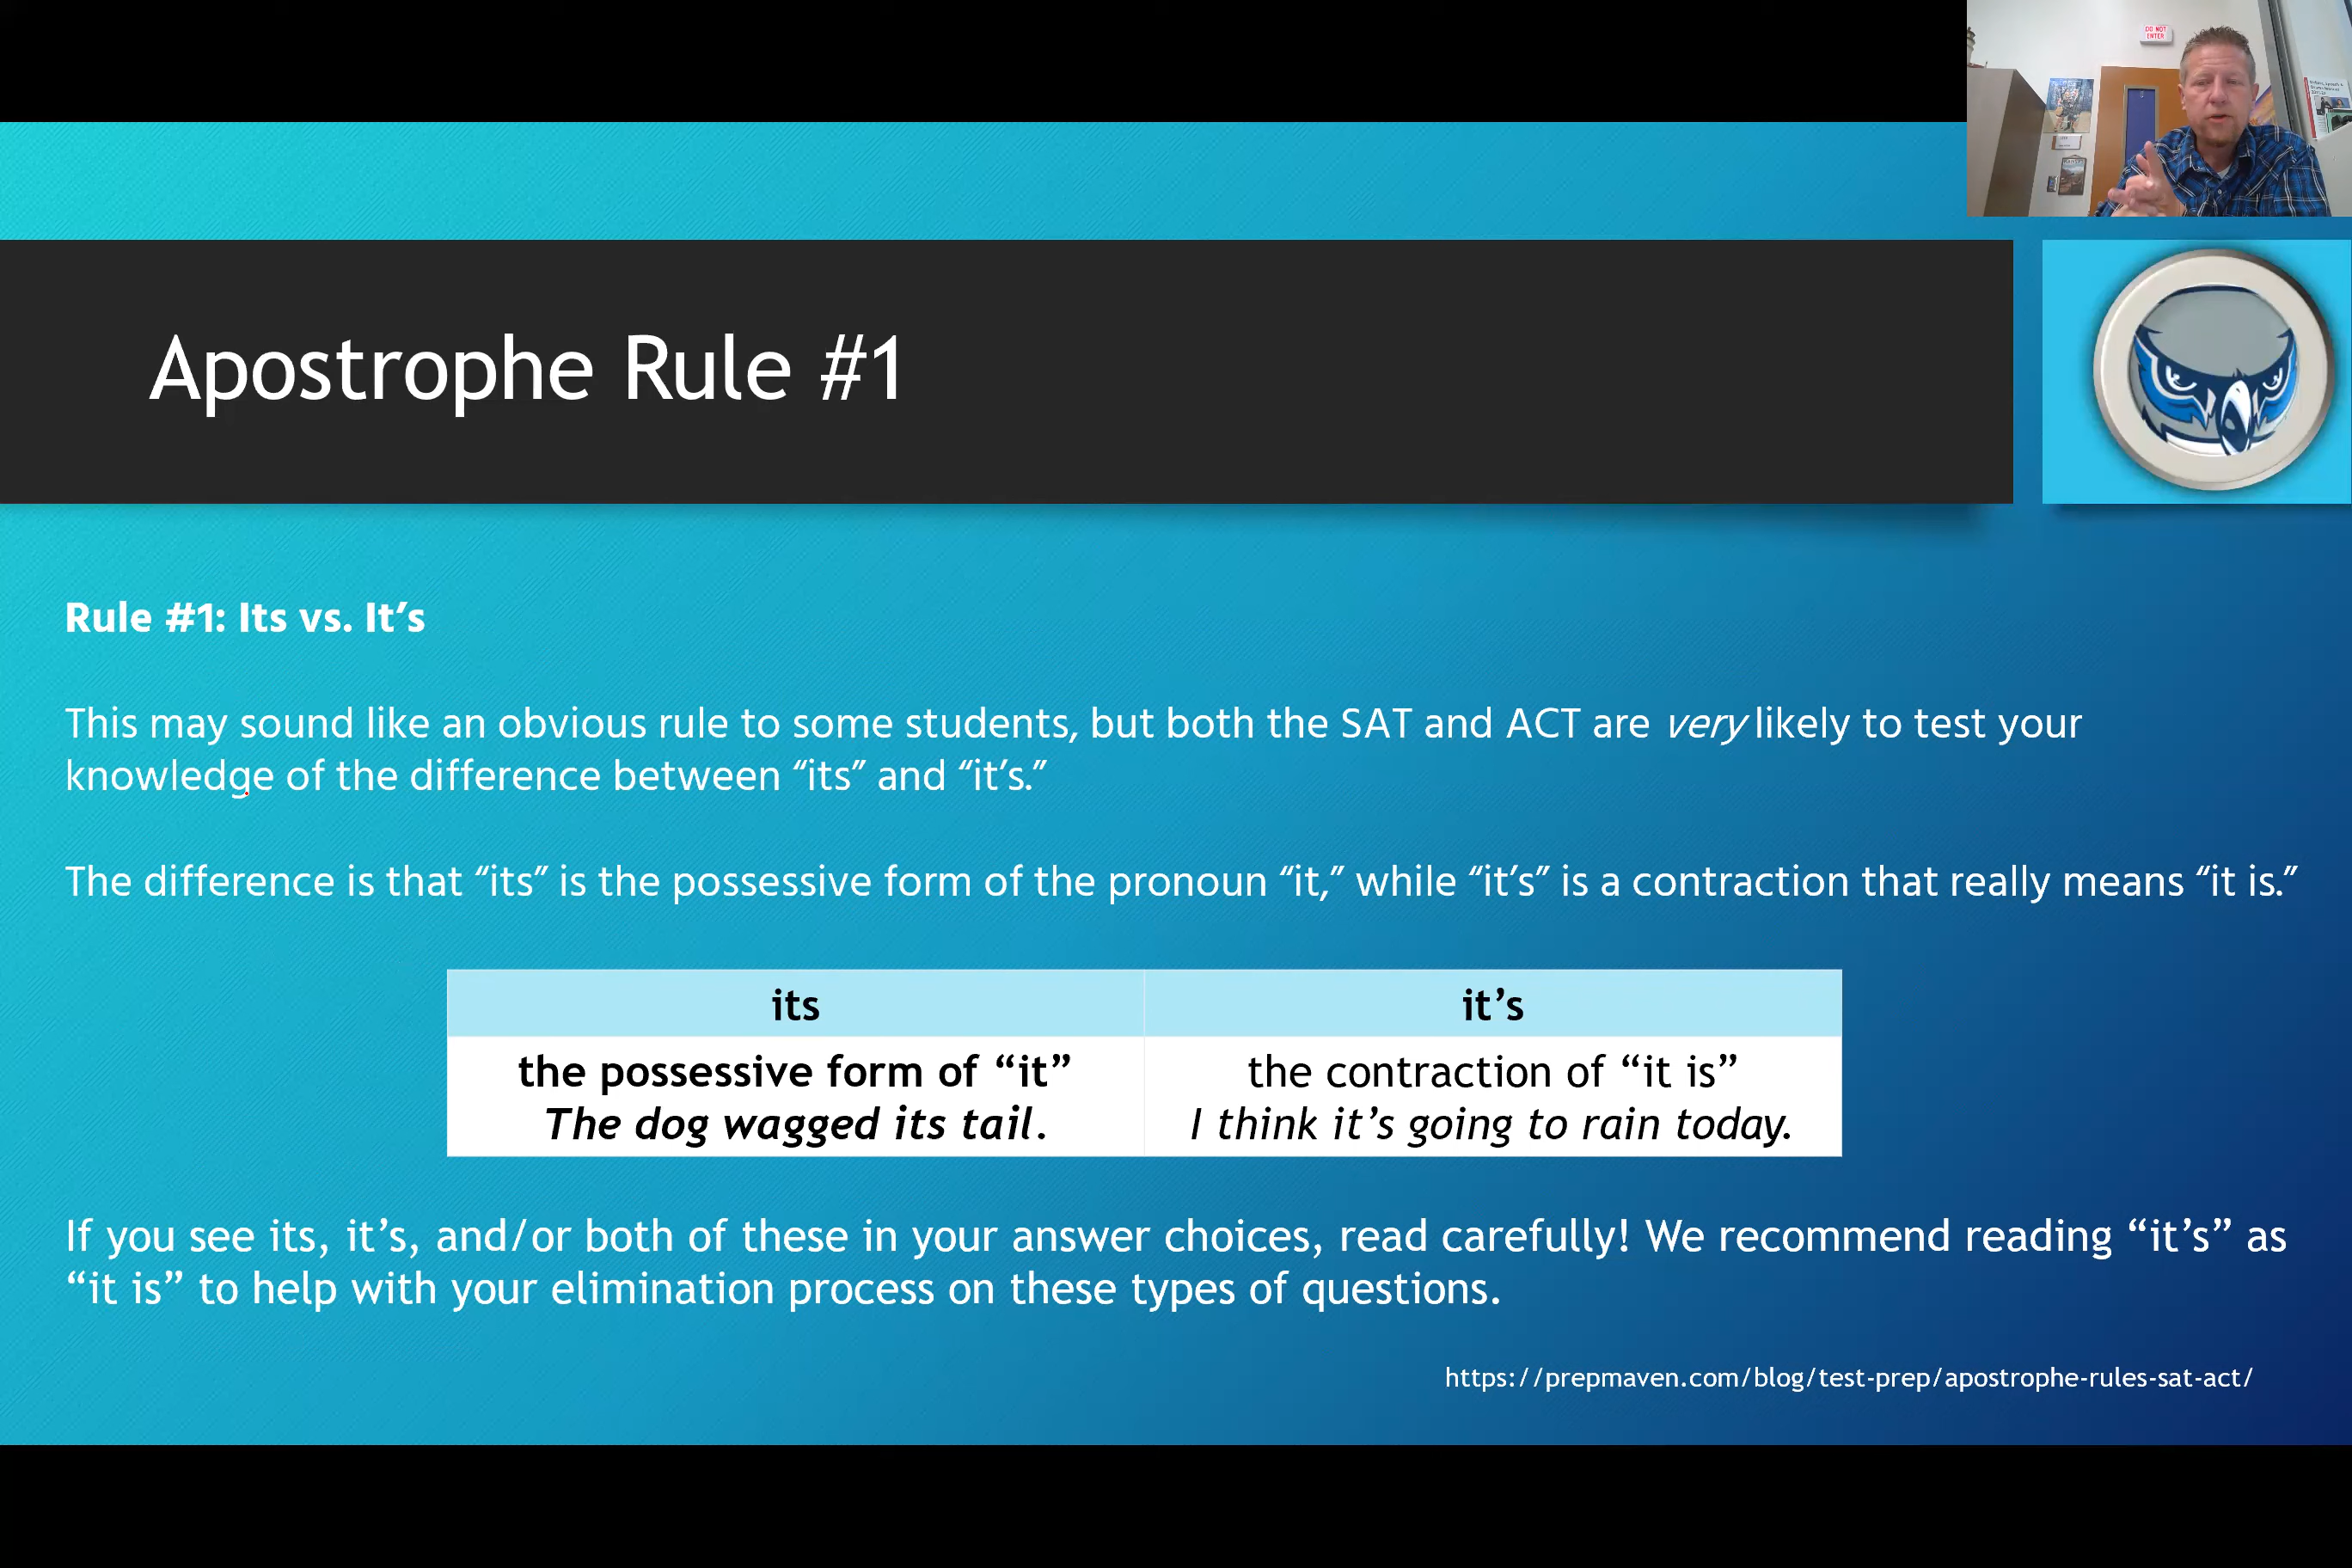 DO NOT
ENTER
Apostrophe Rule #1
Rule #1: Its vs. It’s
This may sound like an obvious rule to some students, but both the SAT and ACT are very likely to test your
knowledge of the difference between “its” and “it’s.”
The difference is that “its” is the possessive form of the pronoun “it,” while “it’s” is a contraction that really means “it is.”
its
it’s
the possessive form of “it”
The dog wagged its tail.
the contraction of “it is”
I think it’s going to rain today.
If you see its, it’s, and/or both of these in your answer choices, read carefully! We recommend reading “it’s” as
“it is” to help with your elimination process on these types of questions.
https://prepmaven.com/blog/test-prep/apostrophe-rules-sat-act/